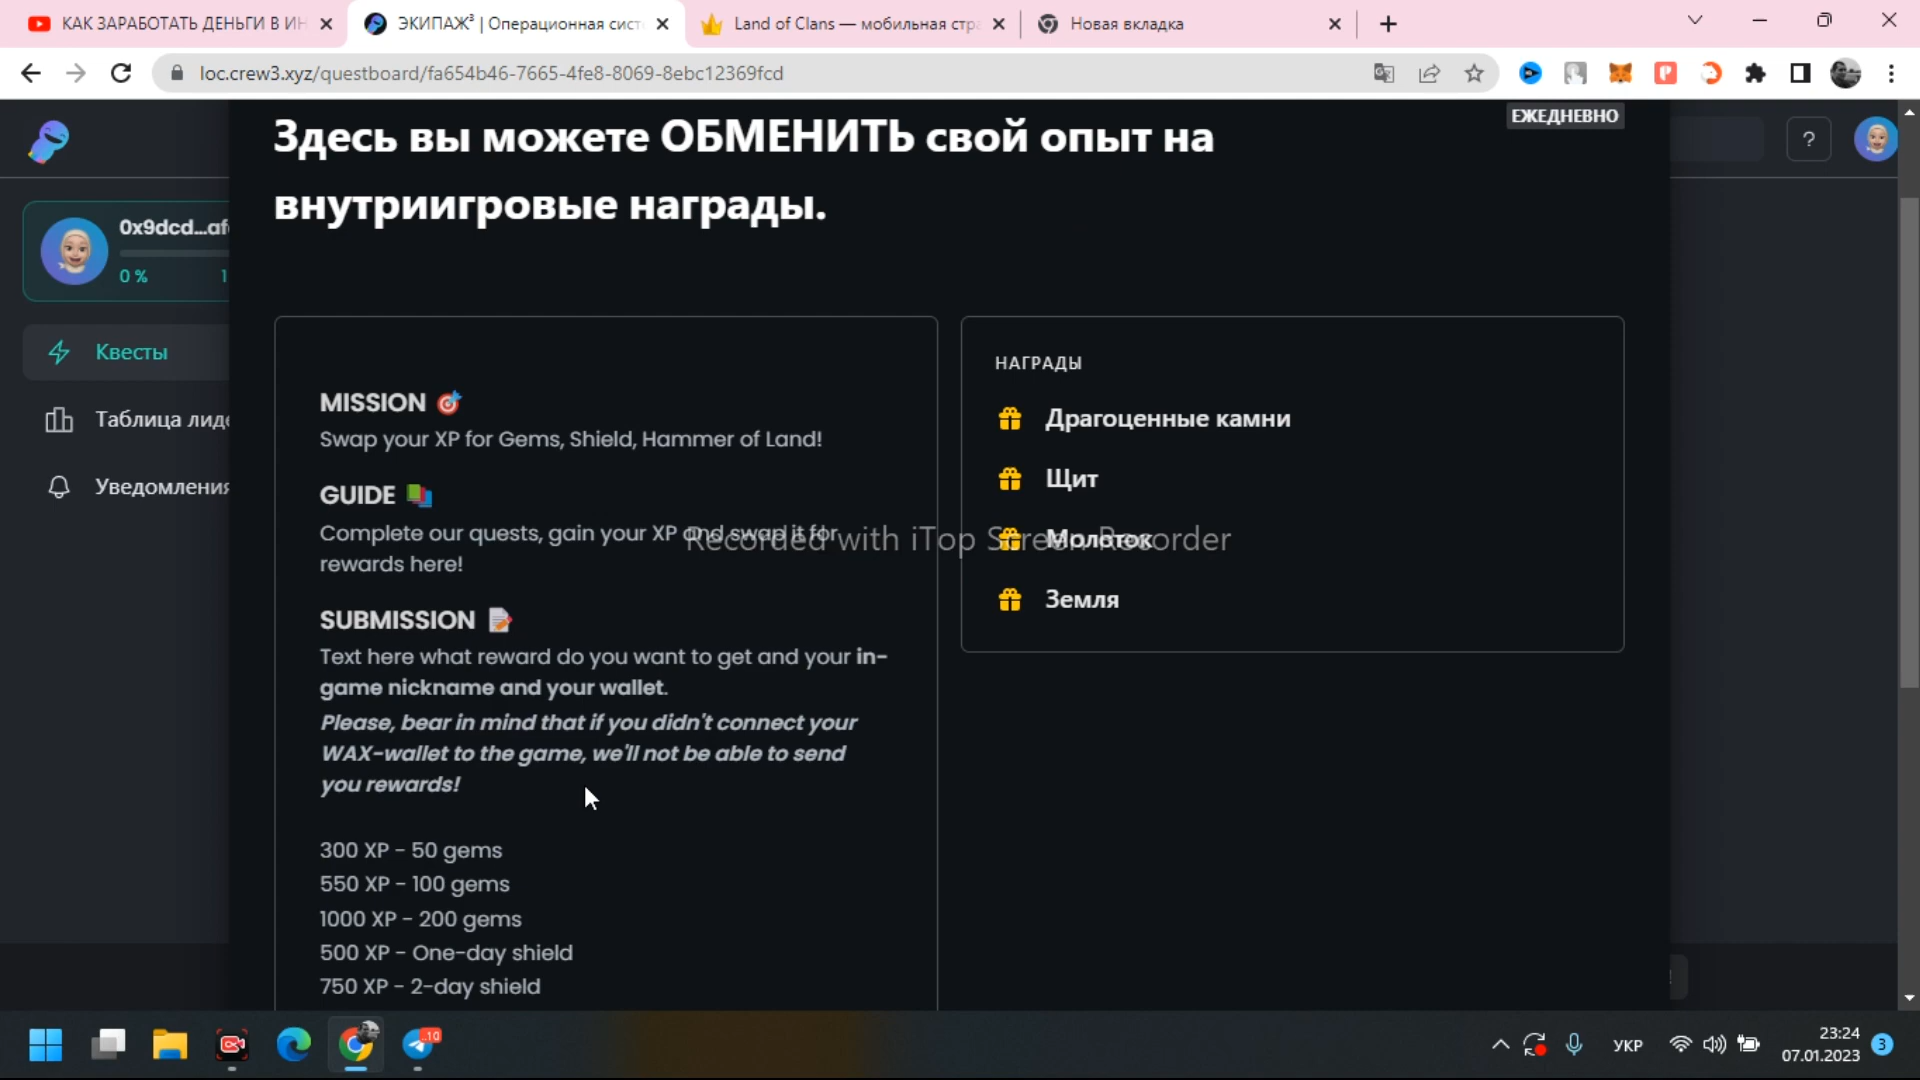 КАК ЗАРАБОТАТЬ ДЕНЬГИ В ИН
ЭКИПАЖ³ | Операционная сист
Land of Clans — мобильная стра
Новая вкладка
loc.crew3.xyz/questboard/fa654b46-7665-4fe8-8069-8ebc12369fcd
ЕЖЕДНЕВНО
Здесь вы можете ОБМЕНИТЬ свой опыт на
внутриигровые награды.
?
0x9dcd...af
0 %
1
Квесты
Таблица лиде
Уведомления
MISSION
Swap your XP for Gems, Shield, Hammer of Land!
GUIDE
Complete our quests, gain your XP and swap it for
rewards here!
SUBMISSION
Text here what reward do you want to get and your in-
game nickname and your wallet.
Please, bear in mind that if you didn't connect your
WAX-wallet to the game, we'll not be able to send
you rewards!
300 XP - 50 gems
550 XP - 100 gems
1000 XP - 200 gems
500 XP - One-day shield
750 XP - 2-day shield
НАГРАДЫ
Драгоценные камни
Щит
Молоток
Земля
Recorded with iTop Screen Recorder
10
УКР
23:24
07.01.2023
3